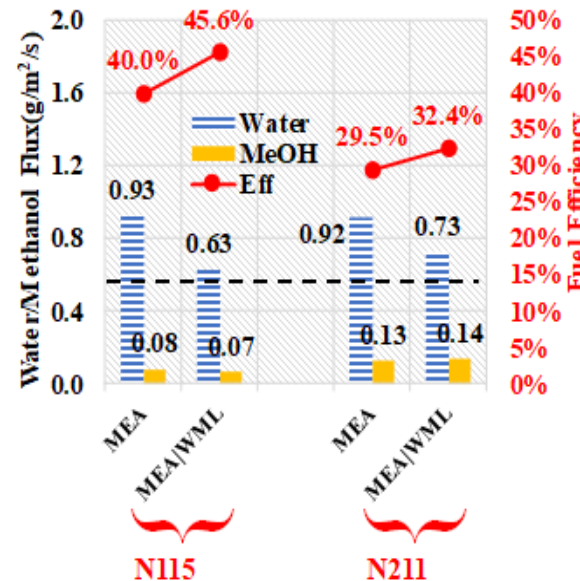 Water/Methanol Flux(g/m²/s)
2.0
1.6
1.2
0.8
0.4
0.0
40.0%
45.6%
29.5%
32.4%
Water
MeOH
Eff
0.93
0.63
0.92
0.73
0.08
0.07
0.13
0.14
50%
45%
40%
35%
30%
25%
20%
15%
10%
5%
0%
Fuel Efficiency
MEA
MEA/WML
MEA
MEA/WML
N115
N211